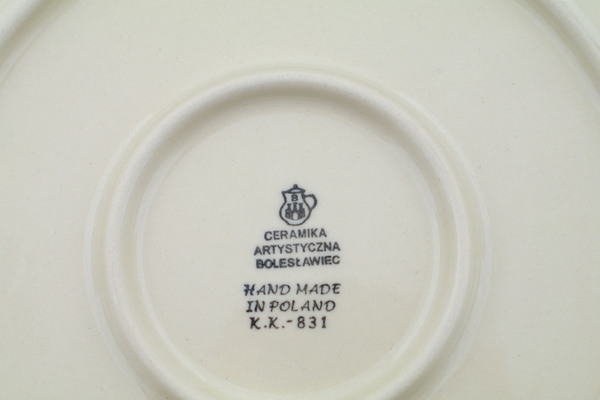 B
CERAMIKA
ARTYSTYCZNA
BOLESŁAWIEC
HAND MADE
IN POLAND
K.K.-831